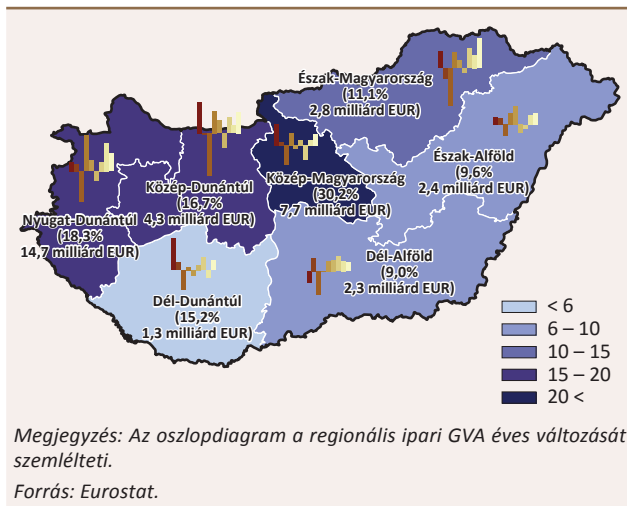 Észak-Magyarország
(11,1%
2,8 milliárd EUR)
Észak-Alföld
(9,6%
2,4 milliárd EUR)
Közép-Magyarország
(30,2%
7,7 milliárd EUR)
Közép-Dunántúl
(16,7%
4,3 milliárd EUR)
Nyugat-Dunántúl
(18,3%
14,7 milliárd EUR)
Dél-Alföld
(9,0%
2,3 milliárd EUR)
Dél-Dunántúl
(15,2%
1,3 milliárd EUR)
< 6
6 – 10
10 – 15
15 – 20
20 <
Megjegyzés: Az oszlopdiagram a regionális ipari GVA éves változását
szemlélteti.
Forrás: Eurostat.